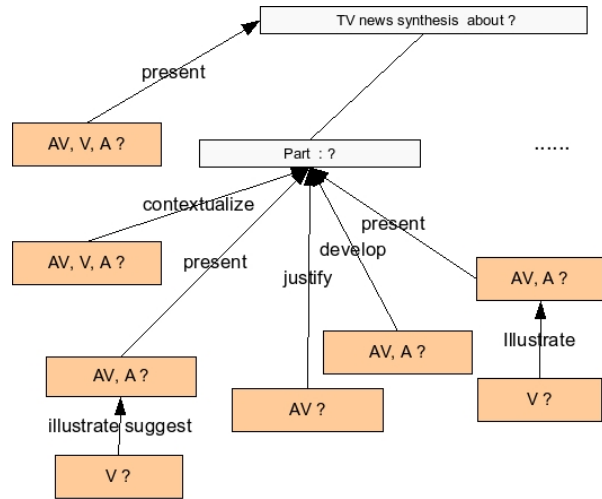 TV news synthesis about ?
present
AV, V, A ?
Part : ?
......
contextualize
present
AV, V, A ?
present
develop
justify
AV, A ?
Illustrate
AV, A ?
AV, A ?
AV ?
V ?
illustrate suggest
V ?